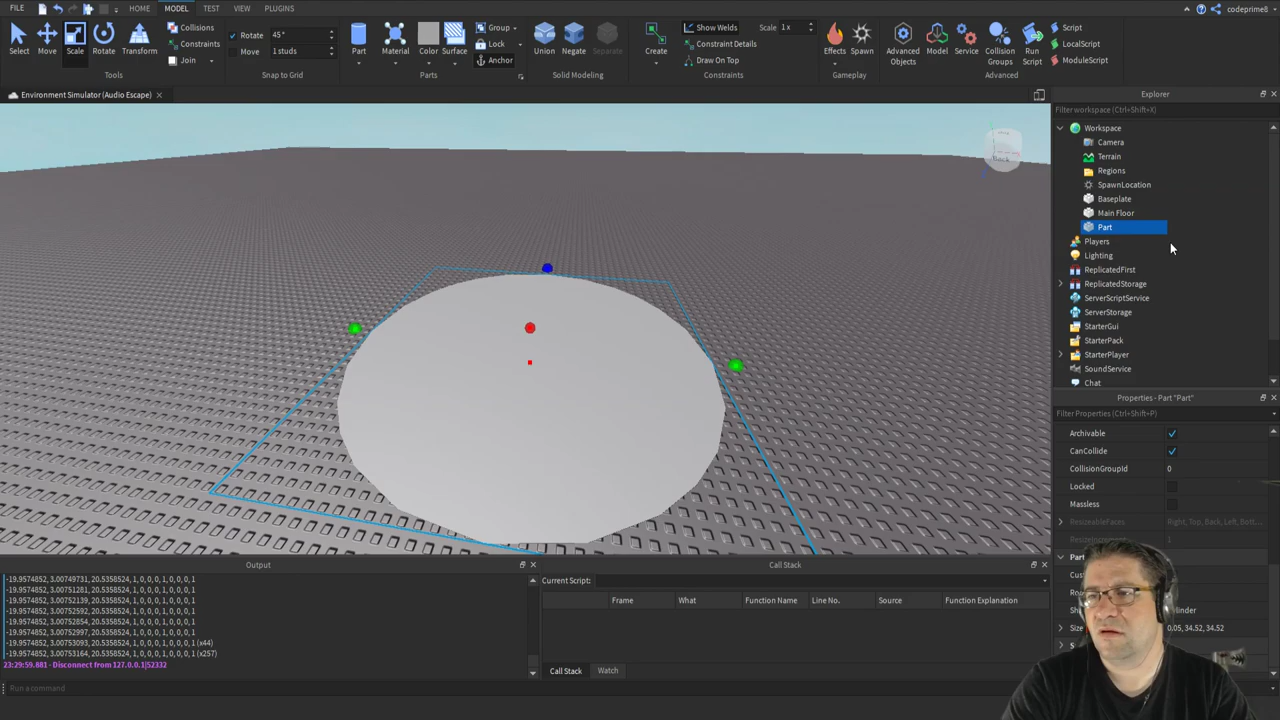 FILE HOME MODEL TEST VIEW PLUGINS codeprime8
Select Move Scale Rotate Transform
Collisions
Constraints
Join
Tools
Rotate 45°
Move 1 studs
Snap to Grid
Part Material Color Surface
Group
Lock
Anchor
Parts
Union Negate Separate
Solid Modeling
Create
Show Welds
Constraint Details
Draw On Top
Scale 1x
Constraints
Effects Spawn
Gameplay
Advanced Objects
Model Service
Collision Groups
Run Script
Script
LocalScript
ModuleScript
Advanced
Environment Simulator (Audio Escape)
Back
Explorer
Filter workspace (Ctrl+Shift+X)
Workspace
Camera
Terrain
Regions
SpawnLocation
Baseplate
Main Floor
Part
Players
Lighting
ReplicatedFirst
ReplicatedStorage
ServerScriptService
ServerStorage
StarterGui
StarterPack
StarterPlayer
SoundService
Chat
Properties - Part "Part"
Filter Properties (Ctrl+Shift+P)
Archivable
CanCollide
CollisionGroupId 0
Locked
Massless
ResizeableFaces Right, Top, Back, Left, Bott...
ResizeIncrement 1
Part
Size 0.05, 34.52, 34.52
Output
-19.9574852, 3.00749731, 20.5358524, 1, 0, 0, 0, 1, 0, 0, 0, 1
-19.9574852, 3.00751281, 20.5358524, 1, 0, 0, 0, 1, 0, 0, 0, 1
-19.9574852, 3.00752139, 20.5358524, 1, 0, 0, 0, 1, 0, 0, 0, 1
-19.9574852, 3.00752592, 20.5358524, 1, 0, 0, 0, 1, 0, 0, 0, 1
-19.9574852, 3.00752854, 20.5358524, 1, 0, 0, 0, 1, 0, 0, 0, 1
-19.9574852, 3.00752997, 20.5358524, 1, 0, 0, 0, 1, 0, 0, 0, 1
-19.9574852, 3.00753093, 20.5358524, 1, 0, 0, 0, 1, 0, 0, 0, 1 (x44)
-19.9574852, 3.00753164, 20.5358524, 1, 0, 0, 0, 1, 0, 0, 0, 1 (x257)
23:29:59.881 - Disconnect from 127.0.0.1|52332
Call Stack
Current Script:
Frame What Function Name Line No. Source Function Explanation
Call Stack Watch
Run a command